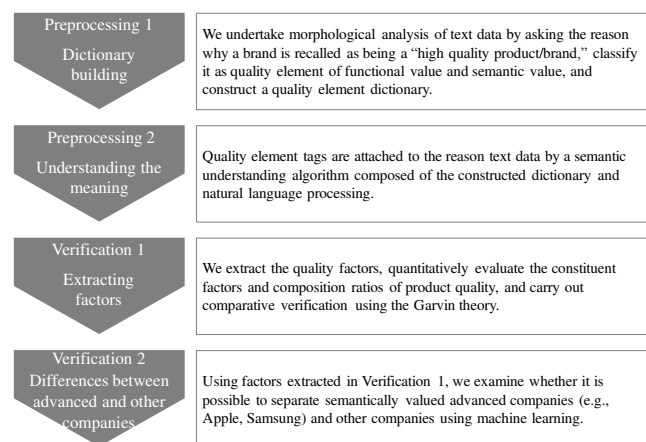 Preprocessing 1
Dictionary
building
We undertake morphological analysis of text data by asking the reason
why a brand is recalled as being a “high quality product/brand,” classify
it as quality element of functional value and semantic value, and
construct a quality element dictionary.
Preprocessing 2
Understanding the
meaning
Quality element tags are attached to the reason text data by a semantic
understanding algorithm composed of the constructed dictionary and
natural language processing.
Verification 1
Extracting
factors
We extract the quality factors, quantitatively evaluate the constituent
factors and composition ratios of product quality, and carry out
comparative verification using the Garvin theory.
Verification 2
Differences between
advanced and other
companies
Using factors extracted in Verification 1, we examine whether it is
possible to separate semantically valued advanced companies (e.g.,
Apple, Samsung) and other companies using machine learning.